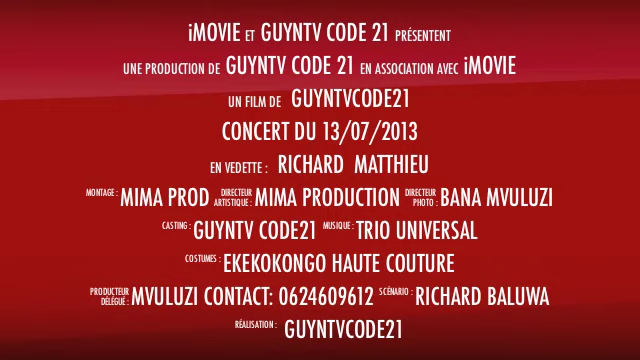 iMOVIE ET GUYNTV CODE 21 PRÉSENTENT
UNE PRODUCTION DE GUYNTV CODE 21 EN ASSOCIATION AVEC iMOVIE
UN FILM DE GUYNTVCODE21
CONCERT DU 13/07/2013
EN VEDETTE : RICHARD MATTHIEU
MONTAGE : MIMA PROD DIRECTEUR ARTISTIQUE : MIMA PRODUCTION DIRECTEUR PHOTO : BANA MVULUZI
CASTING : GUYNTV CODE21 MUSIQUE : TRIO UNIVERSAL
COSTUMES : EKEKOKONGO HAUTE COUTURE
PRODUCTEUR DÉLÉGUÉ : MVULUZI CONTACT: 0624609612 SCÉNARIO : RICHARD BALUWA
RÉALISATION : GUYNTVCODE21